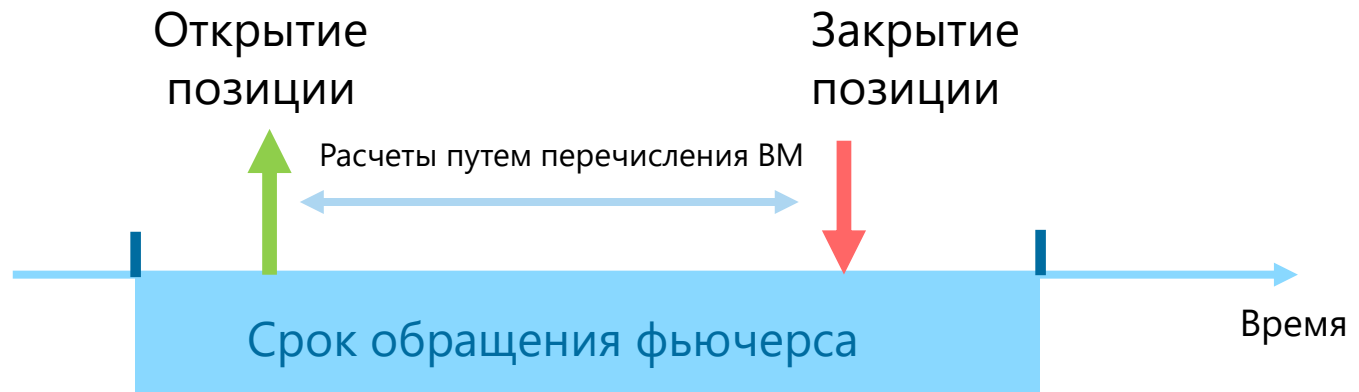 Открытие
позиции
Закрытие
позиции
Расчеты путем перечисления ВМ
Срок обращения фьючерса
Время